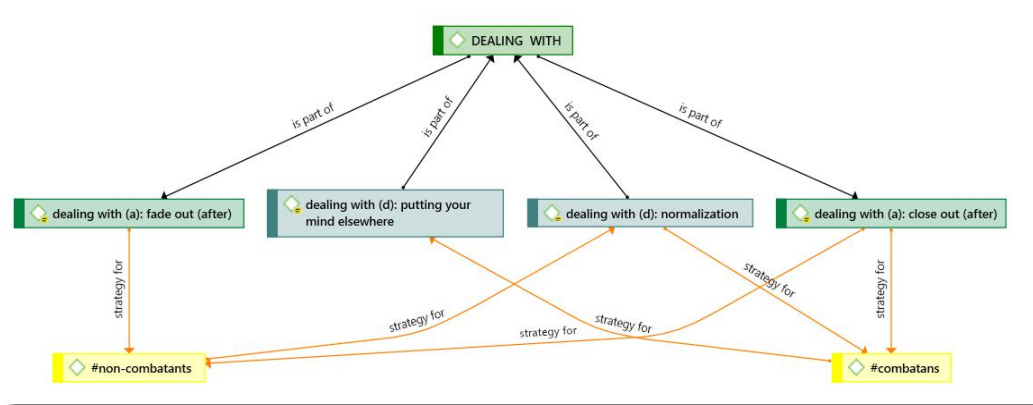 DEALING WITH
is part of
is part of
is part of
is part of
dealing with (a): fade out (after)
dealing with (d): putting your
mind elsewhere
dealing with (d): normalization
dealing with (a): close out (after)
strategy for
strategy for
strategy for
strategy for
strategy for
strategy for
#non-combatants
#combatans